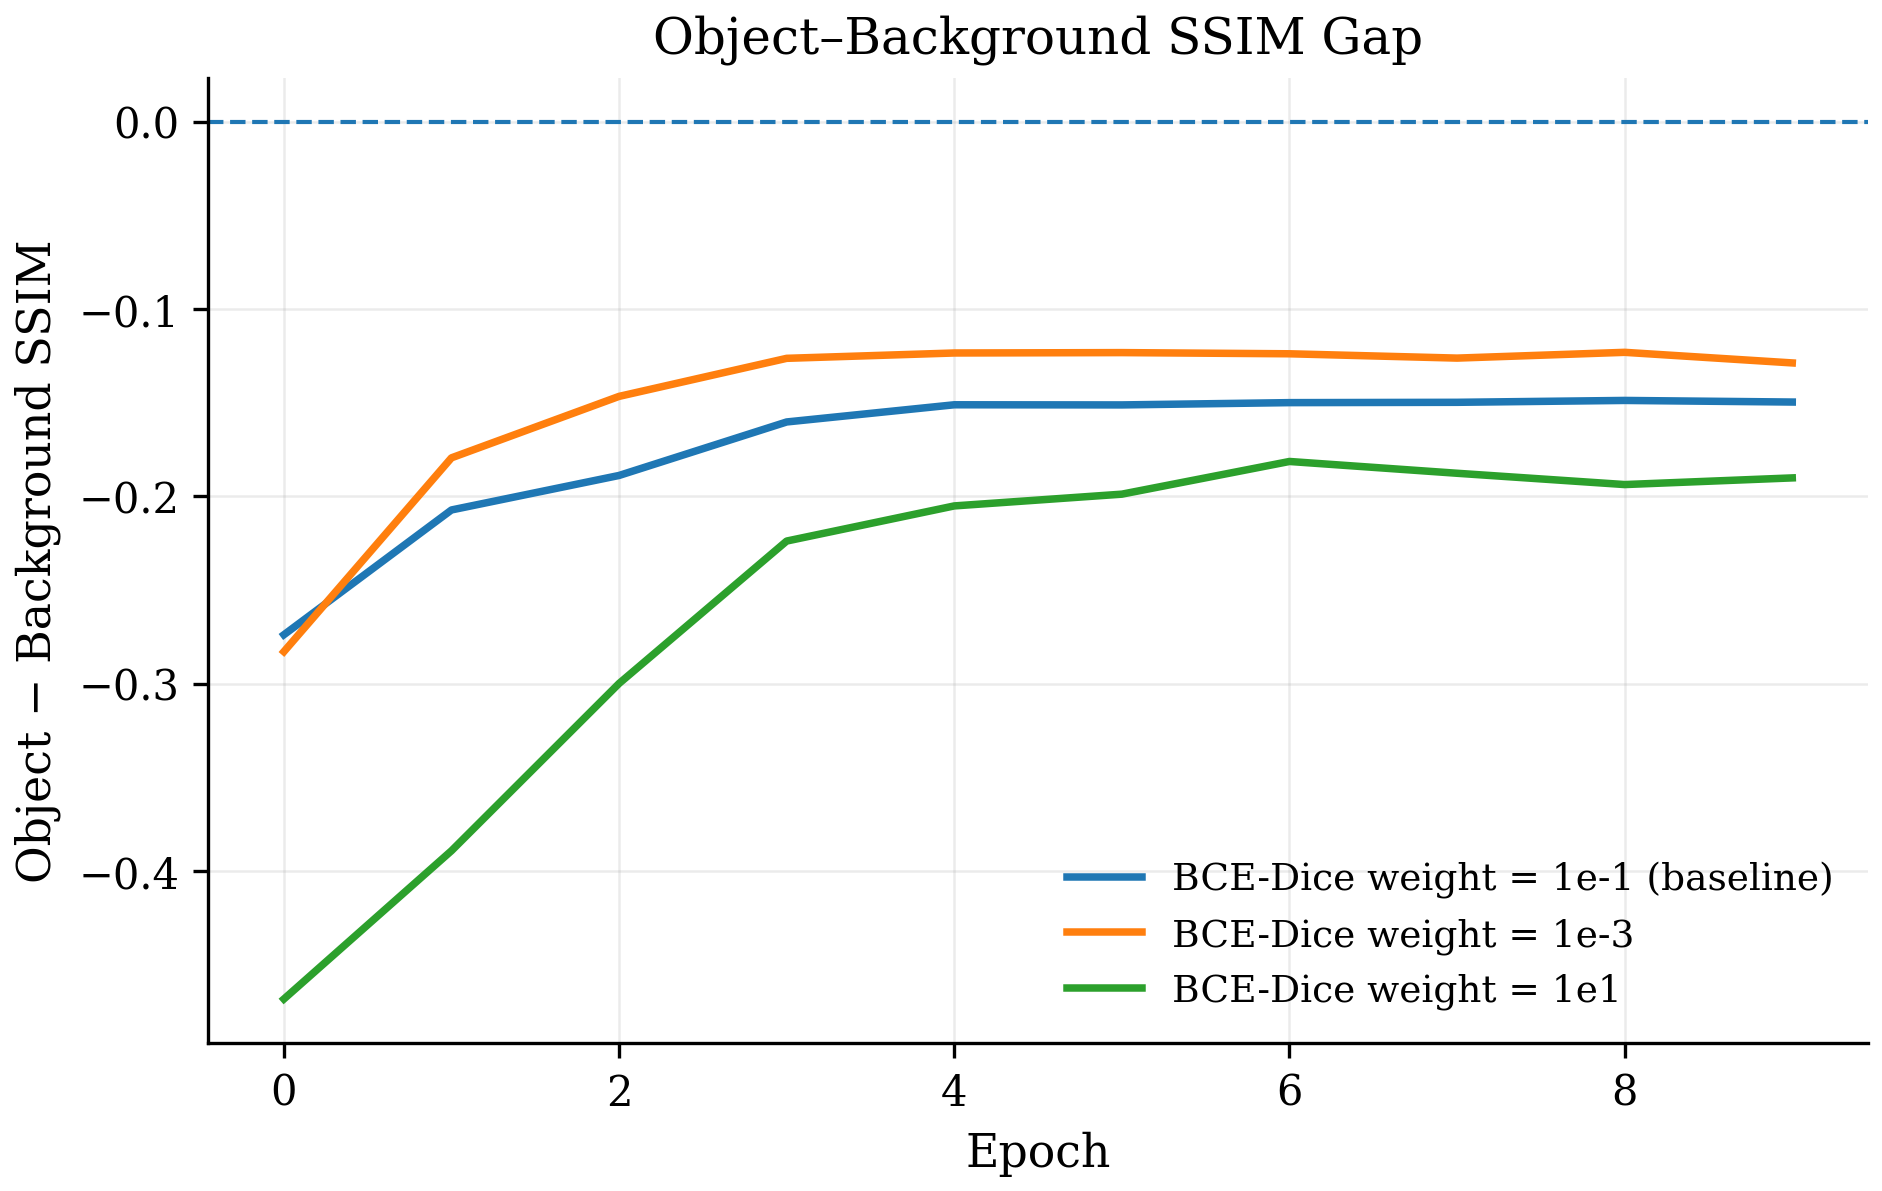 Object–Background SSIM Gap
Object − Background SSIM
0.0
−0.1
−0.2
−0.3
−0.4
0 2 4 6 8
Epoch
BCE-Dice weight = 1e-1 (baseline)
BCE-Dice weight = 1e-3
BCE-Dice weight = 1e1